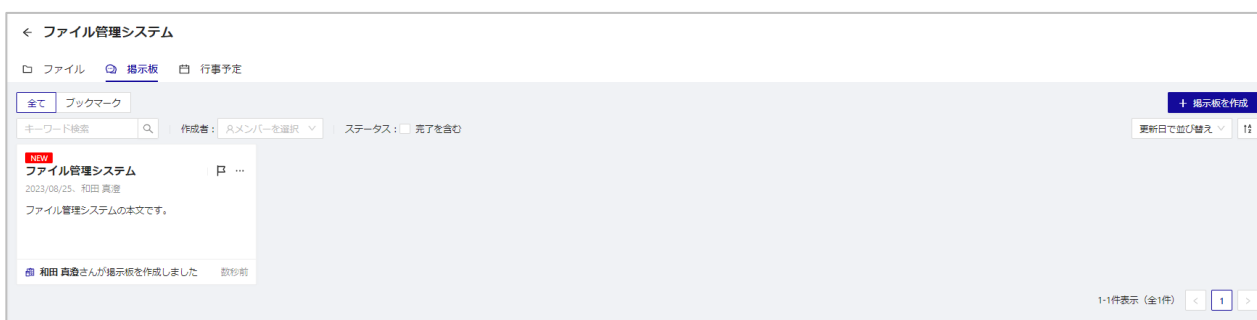 ファイル管理システム
ファイル 掲示板 行事予定
全て ブックマーク + 掲示板を作成
キーワード検索 作成者: メンバーを選択 ステータス: 完了を含む 更新日で並び替え
NEW
ファイル管理システム
2023/08/25、和田 真澄
ファイル管理システムの本文です。
和田 真澄さんが掲示板を作成しました 数秒前
1-1件表示（全1件） < 1 >